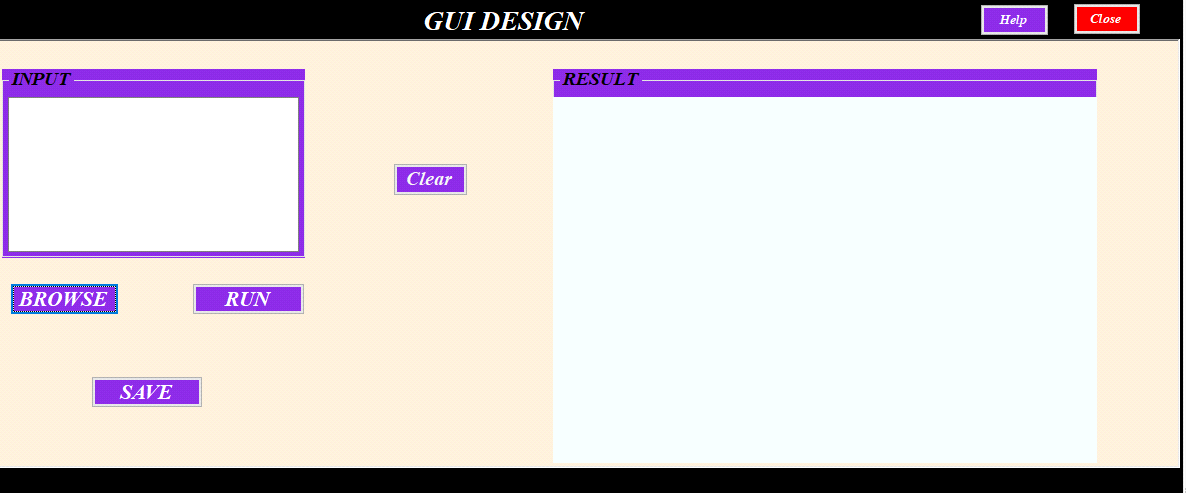 GUI DESIGN
Help
Close
INPUT
RESULT
Clear
BROWSE
RUN
SAVE